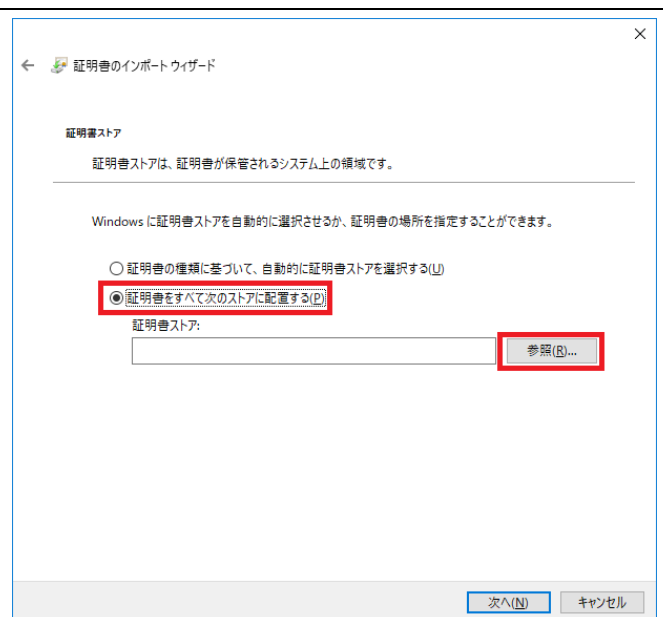 証明書のインポート ウィザード
証明書ストア
証明書ストアは、証明書が保管されるシステム上の領域です。
Windows に証明書ストアを自動的に選択させるか、証明書の場所を指定することができます。
証明書の種類に基づいて、自動的に証明書ストアを選択する(U)
証明書をすべて次のストアに配置する(P)
証明書ストア:
参照(R)...
次へ(N)
キャンセル